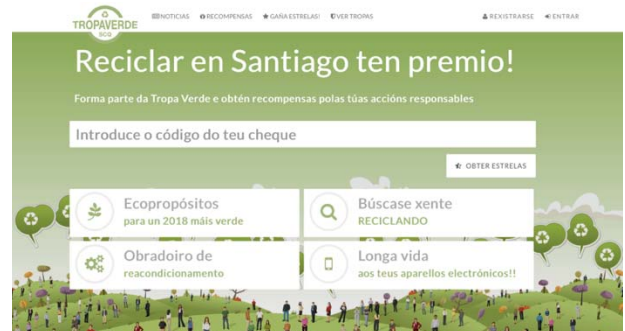 TROPAVERDE
SCQ
NOTICIAS RECOMPENSAS GAÑA ESTRELAS! VER TROPAS
REXISTRARSE ENTRAR
Reciclar en Santiago ten premio!
Forma parte da Tropa Verde e obtén recompensas polas túas accións responsables
Introduce o código do teu cheque
OBTER ESTRELAS
Ecopropósitos
para un 2018 máis verde
Búscase xente
RECICLANDO
Obradoiro de
reacondicionamento
Longa vida
aos teus aparellos electrónicos!!